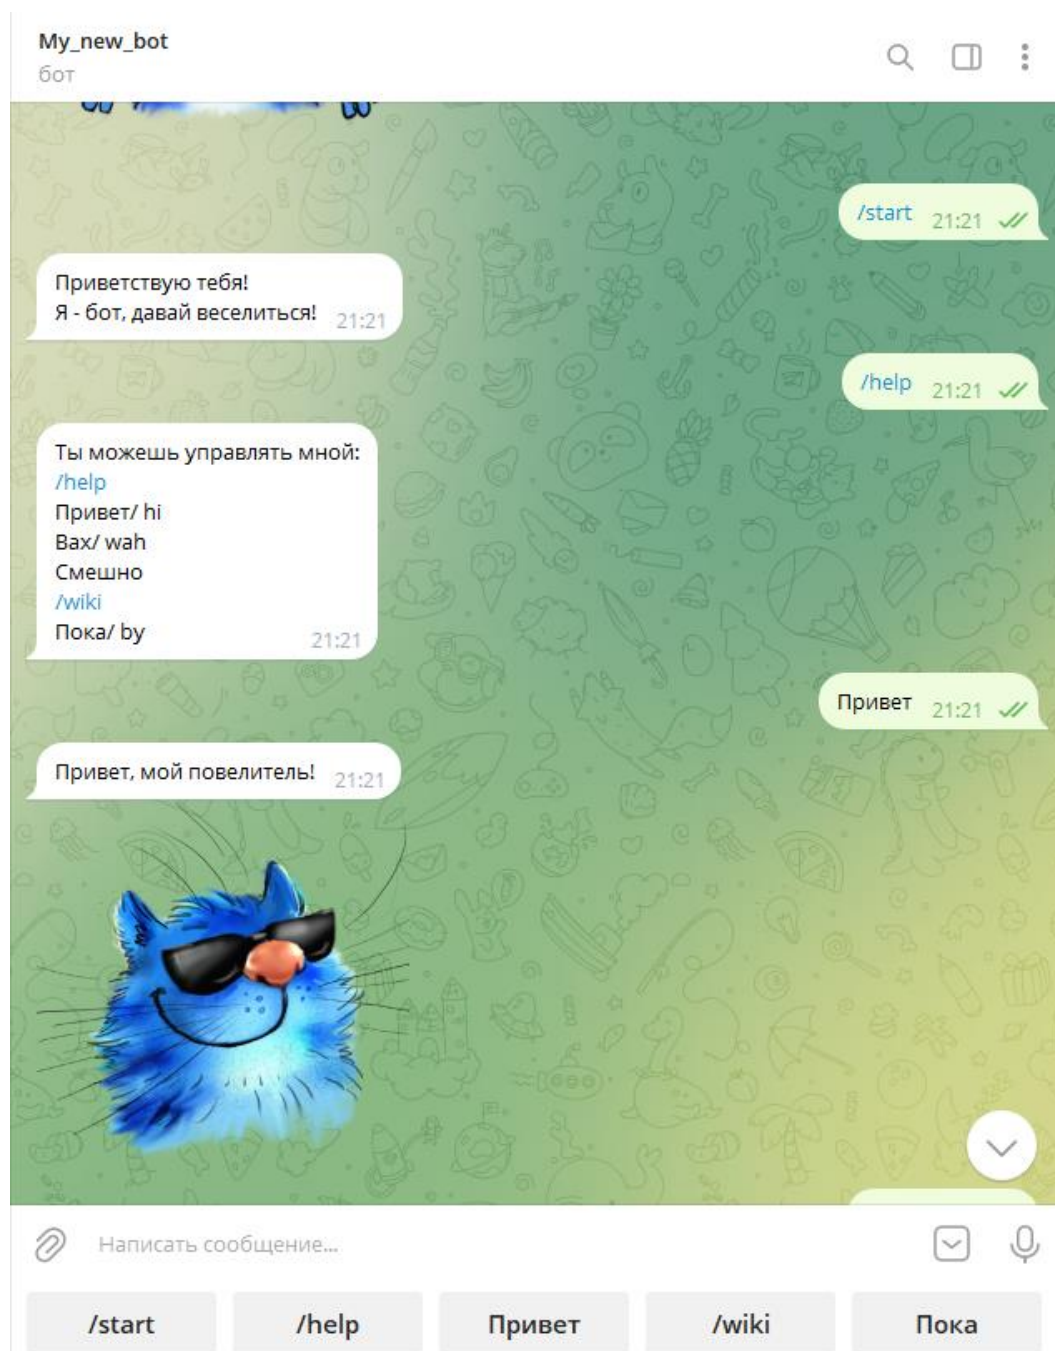 My_new_bot
бот
/start 21:21
Приветствую тебя!
Я - бот, давай веселиться! 21:21
/help 21:21
Ты можешь управлять мной:
/help
Привет/ hi
Вах/ wah
Смешно
/wiki
Пока/ by 21:21
Привет 21:21
Привет, мой повелитель! 21:21
Написать сообщение...
/start /help Привет /wiki Пока